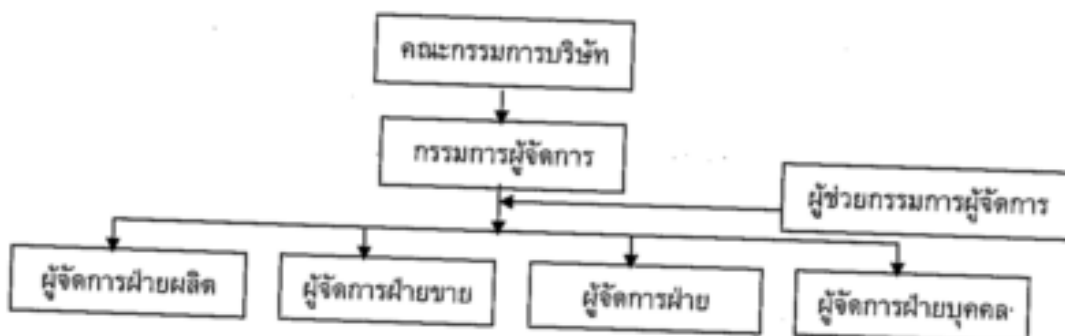 คณะกรรมการบริษัท
กรรมการผู้จัดการ
ผู้ช่วยกรรมการผู้จัดการ
ผู้จัดการฝ่ายผลิต
ผู้จัดการฝ่ายขาย
ผู้จัดการฝ่าย
ผู้จัดการฝ่ายบุคคล